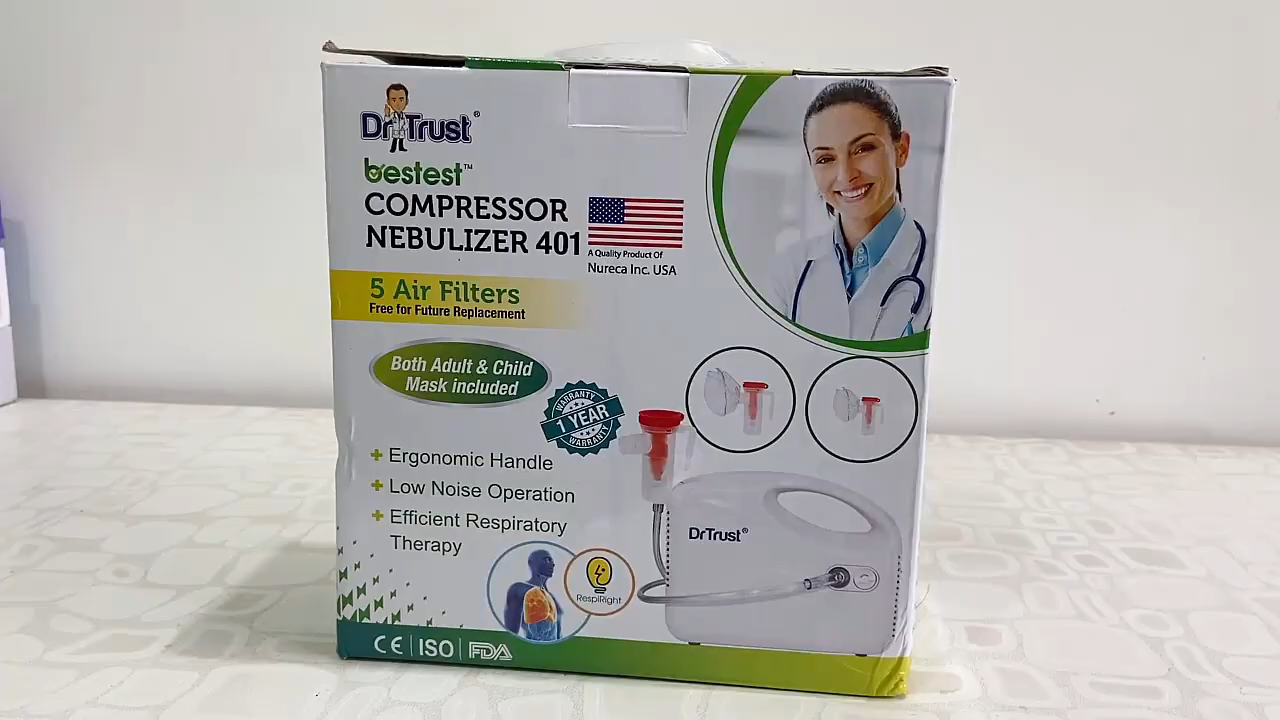 Dr Trust®
bestest™
COMPRESSOR
NEBULIZER 401
A Quality Product Of
Nureca Inc. USA
5 Air Filters
Free for Future Replacement
Both Adult & Child
Mask included
WARRANTY
1 YEAR
WARRANTY
+ Ergonomic Handle
+ Low Noise Operation
+ Efficient Respiratory
Therapy
RespiRight
DrTrust®
CE | ISO | FDA